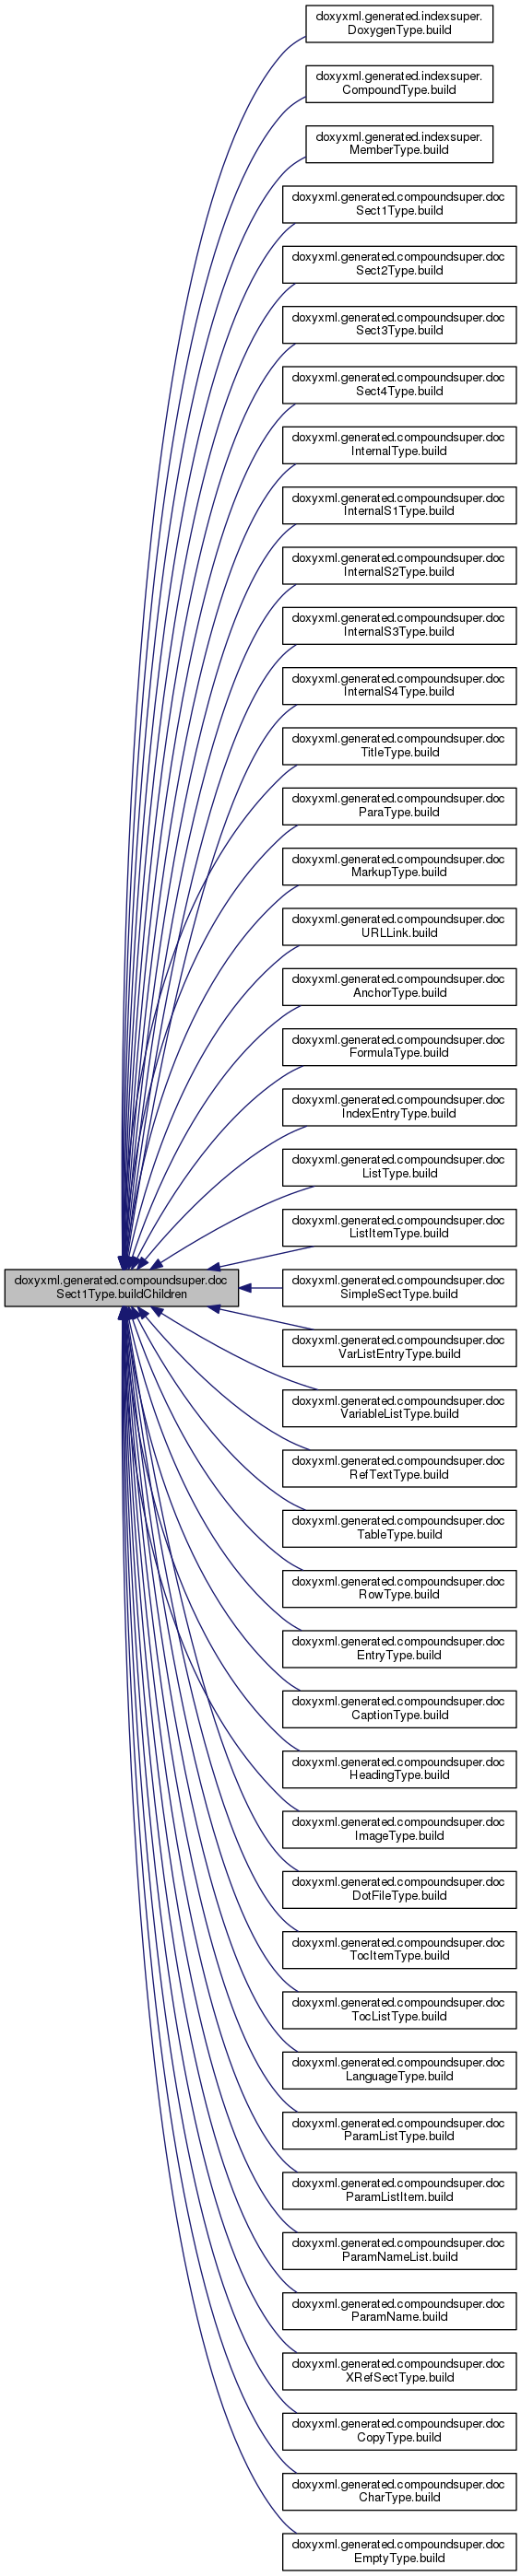 doxyxml.generated.indexsuper.
DoxygenType.build
doxyxml.generated.indexsuper.
CompoundType.build
doxyxml.generated.indexsuper.
MemberType.build
doxyxml.generated.compoundsuper.doc
Sect1Type.build
doxyxml.generated.compoundsuper.doc
Sect2Type.build
doxyxml.generated.compoundsuper.doc
Sect3Type.build
doxyxml.generated.compoundsuper.doc
Sect4Type.build
doxyxml.generated.compoundsuper.doc
InternalType.build
doxyxml.generated.compoundsuper.doc
InternalS1Type.build
doxyxml.generated.compoundsuper.doc
InternalS2Type.build
doxyxml.generated.compoundsuper.doc
InternalS3Type.build
doxyxml.generated.compoundsuper.doc
InternalS4Type.build
doxyxml.generated.compoundsuper.doc
TitleType.build
doxyxml.generated.compoundsuper.doc
ParaType.build
doxyxml.generated.compoundsuper.doc
MarkupType.build
doxyxml.generated.compoundsuper.doc
URLLink.build
doxyxml.generated.compoundsuper.doc
AnchorType.build
doxyxml.generated.compoundsuper.doc
FormulaType.build
doxyxml.generated.compoundsuper.doc
IndexEntryType.build
doxyxml.generated.compoundsuper.doc
ListType.build
doxyxml.generated.compoundsuper.doc
ListItemType.build
doxyxml.generated.compoundsuper.doc
Sect1Type.buildChildren
doxyxml.generated.compoundsuper.doc
SimpleSectType.build
doxyxml.generated.compoundsuper.doc
VarListEntryType.build
doxyxml.generated.compoundsuper.doc
VariableListType.build
doxyxml.generated.compoundsuper.doc
RefTextType.build
doxyxml.generated.compoundsuper.doc
TableType.build
doxyxml.generated.compoundsuper.doc
RowType.build
doxyxml.generated.compoundsuper.doc
EntryType.build
doxyxml.generated.compoundsuper.doc
CaptionType.build
doxyxml.generated.compoundsuper.doc
HeadingType.build
doxyxml.generated.compoundsuper.doc
ImageType.build
doxyxml.generated.compoundsuper.doc
DotFileType.build
doxyxml.generated.compoundsuper.doc
TocItemType.build
doxyxml.generated.compoundsuper.doc
TocListType.build
doxyxml.generated.compoundsuper.doc
LanguageType.build
doxyxml.generated.compoundsuper.doc
ParamListType.build
doxyxml.generated.compoundsuper.doc
ParamListItem.build
doxyxml.generated.compoundsuper.doc
ParamNameList.build
doxyxml.generated.compoundsuper.doc
ParamName.build
doxyxml.generated.compoundsuper.doc
XRefSectType.build
doxyxml.generated.compoundsuper.doc
CopyType.build
doxyxml.generated.compoundsuper.doc
CharType.build
doxyxml.generated.compoundsuper.doc
EmptyType.build